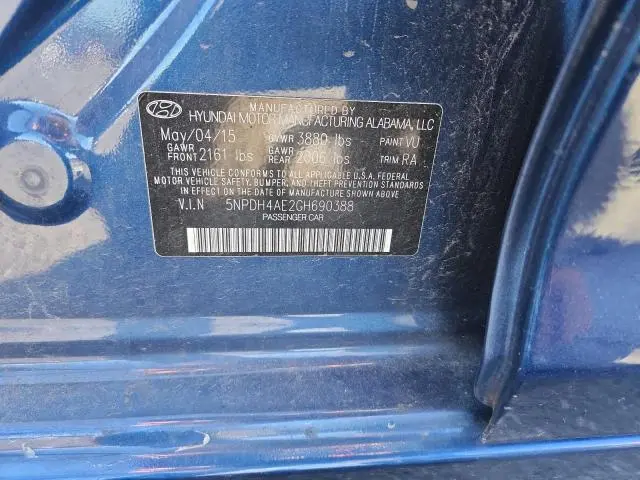 MANUFACTURED BY
HYUNDAI MOTOR MANUFACTURING ALABAMA, LLC
May/04/15 GVWR 3880 lbs PAINT VU
GAWR FRONT 2161 lbs GAWR REAR 2006 lbs TRIM RA
THIS VEHICLE CONFORMS TO ALL APPLICABLE U.S.A. FEDERAL
MOTOR VEHICLE SAFETY, BUMPER, AND THEFT PREVENTION STANDARDS
IN EFFECT ON THE DATE OF MANUFACTURE SHOWN ABOVE.
V.I.N 5NPDH4AE2GH690388
PASSENGER CAR